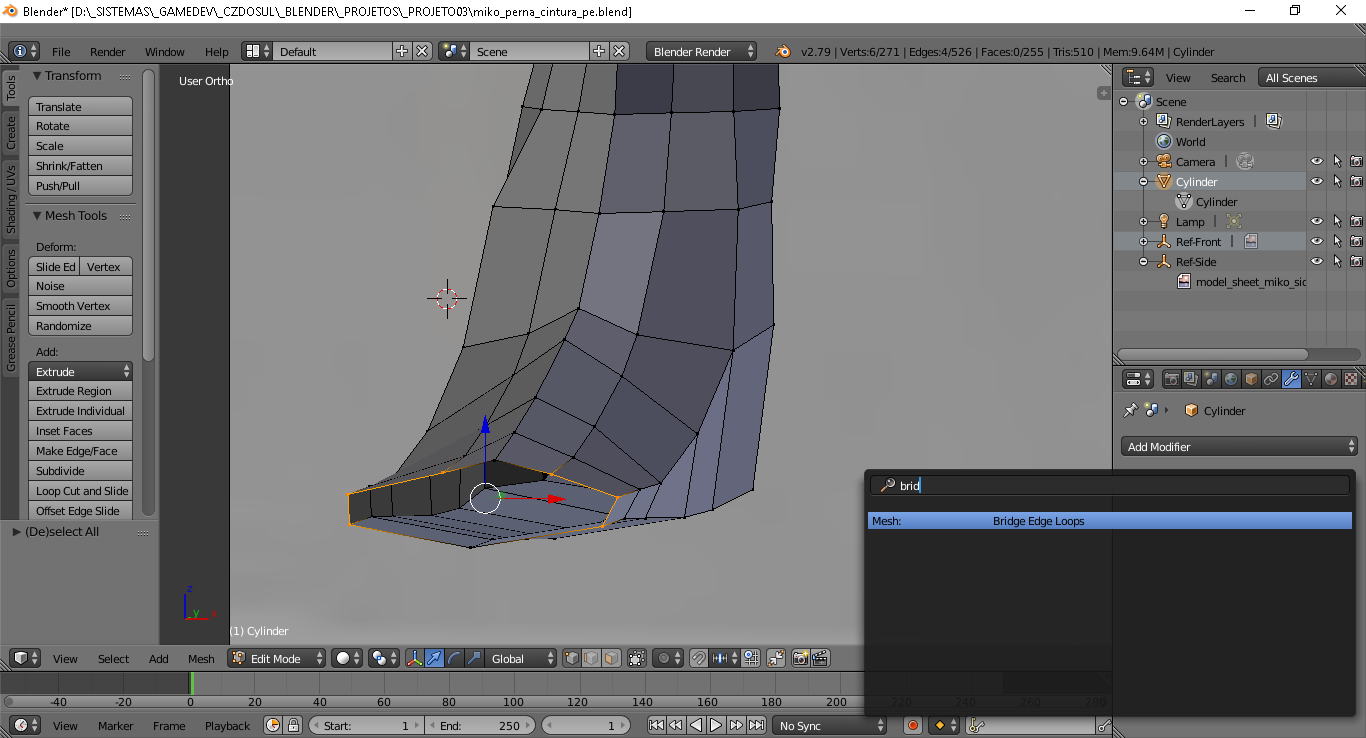 Blender* [D:\_SISTEMAS\_GAMEDEV\_CZDOSUL\_BLENDER\_PROJETOS\_PROJETO03\miko_perna_cintura_pe.blend]
File Render Window Help Default Scene Blender Render v2.79 | Verts:6/271 | Edges:4/526 | Faces:0/255 | Tris:510 | Mem:9.64M | Cylinder
Tools
Create
Shading / UVs
Options
Grease Pencil
Transform
Translate
Rotate
Scale
Shrink/Fatten
Push/Pull
Mesh Tools
Deform:
Slide Ed Vertex
Noise
Smooth Vertex
Randomize
Add:
Extrude
Extrude Region
Extrude Individual
Inset Faces
Make Edge/Face
Subdivide
Loop Cut and Slide
Offset Edge Slide
(De)select All
User Ortho
z
y
x
(1) Cylinder
View Search All Scenes
Scene
RenderLayers |
World
Camera |
Cylinder
Cylinder
Lamp |
Ref-Front |
Ref-Side
model_sheet_miko_sic
Cylinder
Add Modifier
brid
Mesh: Bridge Edge Loops
View Select Add Mesh Edit Mode Global
-40 -20 0 20 40 60 80 100 120 140 160 180 200 220 240 260 280
View Marker Frame Playback Start: 1 End: 250 1 No Sync